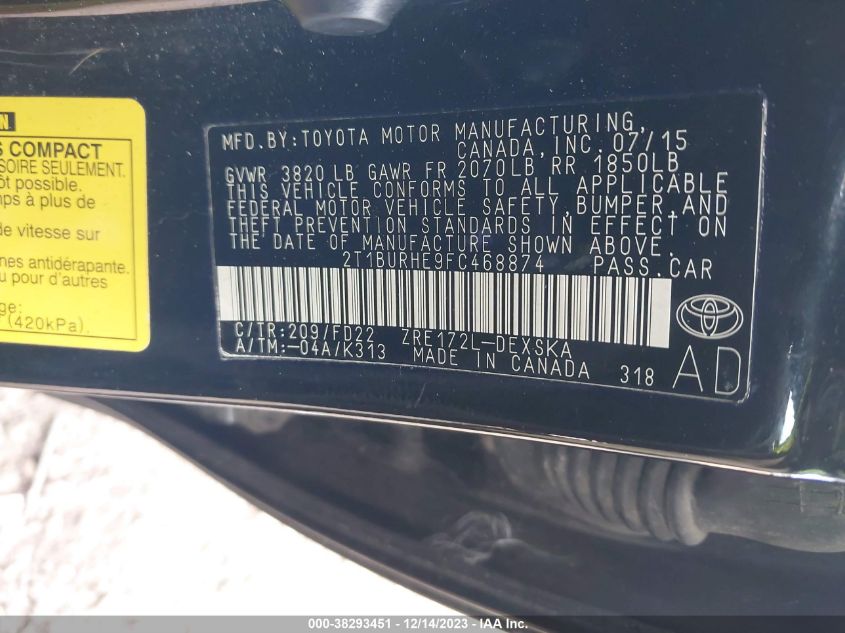 N
S COMPACT
SOIRE SEULEMENT.
ôt possible.
mps à plus de
de vitesse sur
nes antidérapante.
u pour d'autres
ge:
(420kPa).
MFD.BY:TOYOTA MOTOR MANUFACTURING,
CANADA,INC.07/15
GVWR 3820 LB GAWR FR 2070LB,RR 1850LB
THIS VEHICLE CONFORMS TO ALL APPLICABLE
FEDERAL MOTOR VEHICLE SAFETY,BUMPER,AND
THEFT PREVENTION STANDARDS IN EFFECT ON
THE DATE OF MANUFACTURE SHOWN ABOVE.
2T1BURHE9FC468874 PASS.CAR
C/TR:209/FD22 ZRE172L-DEXSKA
A/TM:-04A/K313 MADE IN CANADA 318 AD
000-38293451 - 12/14/2023 - IAA Inc.